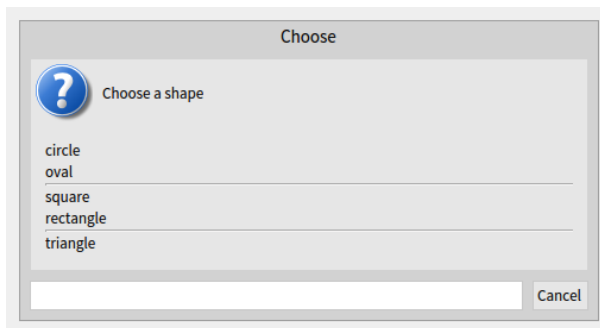 Choose
Choose a shape
circle
oval
square
rectangle
triangle
Cancel